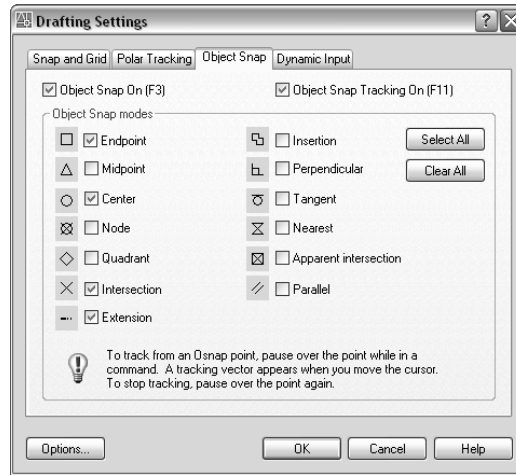 Drafting Settings
Snap and Grid Polar Tracking Object Snap Dynamic Input
Object Snap On (F3) Object Snap Tracking On (F11)
Object Snap modes
Endpoint Insertion Select All
Midpoint Perpendicular Clear All
Center Tangent
Node Nearest
Quadrant Apparent intersection
Intersection Parallel
Extension
To track from an Osnap point, pause over the point while in a
command. A tracking vector appears when you move the cursor.
To stop tracking, pause over the point again.
Options... OK Cancel Help